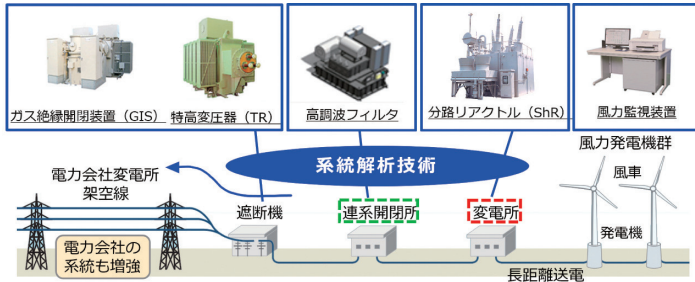 ガス絶縁開閉装置（GIS）
特高変圧器（TR）
高調波フィルタ
分路リアクトル（ShR）
風力監視装置
系統解析技術
風力発電機群
電力会社変電所
架空線
風車
遮断機
連系開閉所
変電所
発電機
電力会社の
系統も増強
長距離送電